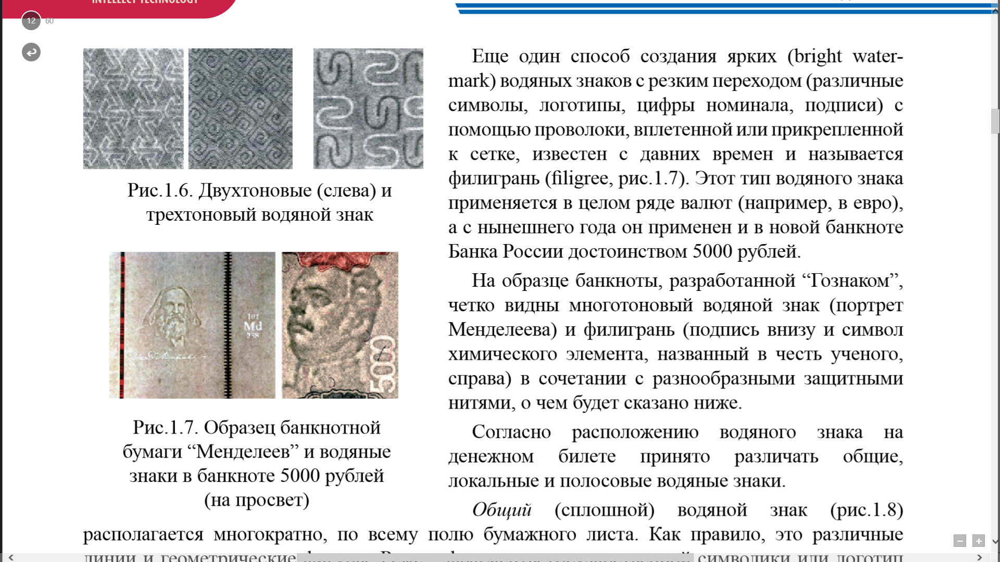 12 60
Рис.1.6. Двухтоновые (слева) и
трехтоновый водяной знак
101
Md
258
5000
Рис.1.7. Образец банкнотной
бумаги “Менделеев” и водяные
знаки в банкноте 5000 рублей
(на просвет)
Еще один способ создания ярких (bright water-
mark) водяных знаков с резким переходом (различные
символы, логотипы, цифры номинала, подписи) с
помощью проволоки, вплетенной или прикрепленной
к сетке, известен с давних времен и называется
филигрань (filigree, рис.1.7). Этот тип водяного знака
применяется в целом ряде валют (например, в евро),
а с нынешнего года он применен и в новой банкноте
Банка России достоинством 5000 рублей.
На образце банкноты, разработанной “Гознаком”,
четко видны многотоновый водяной знак (портрет
Менделеева) и филигрань (подпись внизу и символ
химического элемента, названный в честь ученого,
справа) в сочетании с разнообразными защитными
нитями, о чем будет сказано ниже.
Согласно расположению водяного знака на
денежном билете принято различать общие,
локальные и полосовые водяные знаки.
Общий (сплошной) водяной знак (рис.1.8)
располагается многократно, по всему полю бумажного листа. Как правило, это различные
линии и геометрические символики или логотип